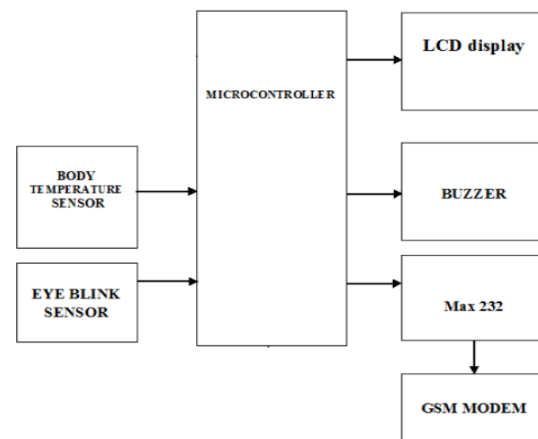 LCD display
MICROCONTROLLER
BODY
TEMPERATURE
SENSOR
BUZZER
EYE BLINK
SENSOR
Max 232
GSM MODEM